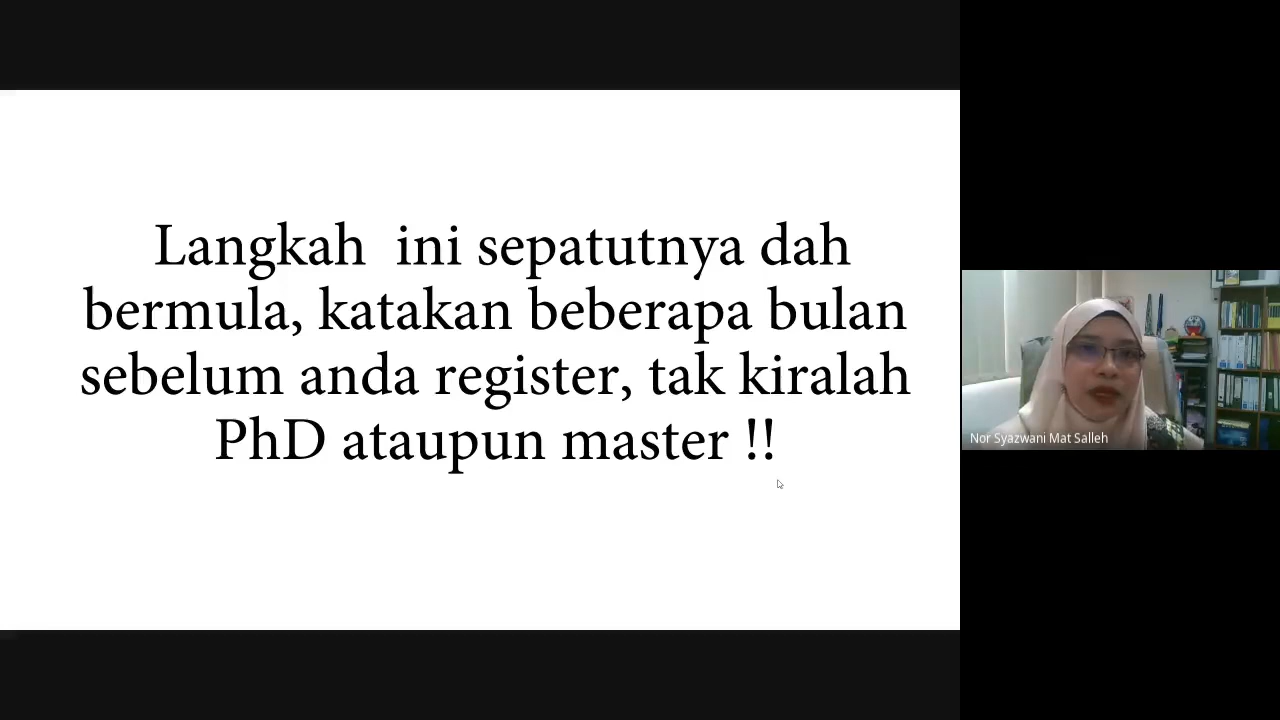 Langkah  ini sepatutnya dah
bermula, katakan beberapa bulan
sebelum anda register, tak kiralah
PhD ataupun master !!
Nor Syazwani Mat Salleh